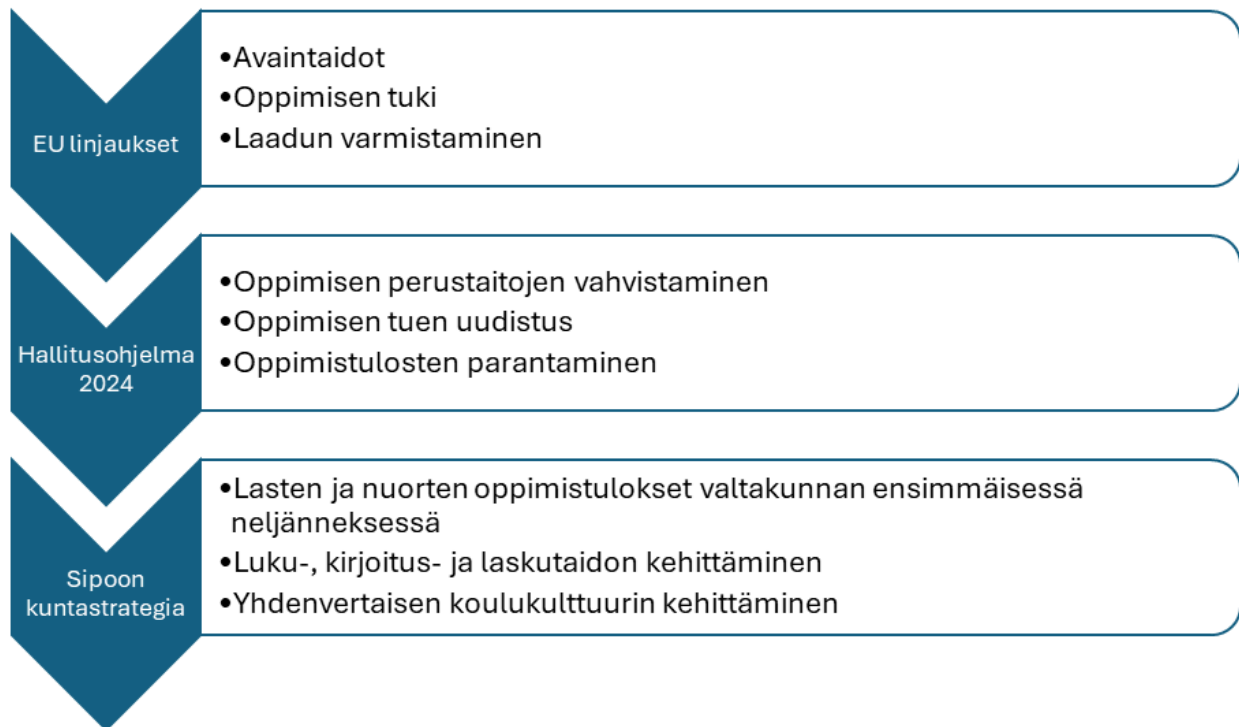 EU linjaukset
•Avaintaidot
•Oppimisen tuki
•Laadun varmistaminen
Hallitusohjelma
2024
•Oppimisen perustaitojen vahvistaminen
•Oppimisen tuen uudistus
•Oppimistulosten parantaminen
Sipoon
kuntastrategia
•Lasten ja nuorten oppimistulokset valtakunnan ensimmäisessä
neljänneksessä
•Luku-, kirjoitus- ja laskutaidon kehittäminen
•Yhdenvertaisen koulukulttuurin kehittäminen